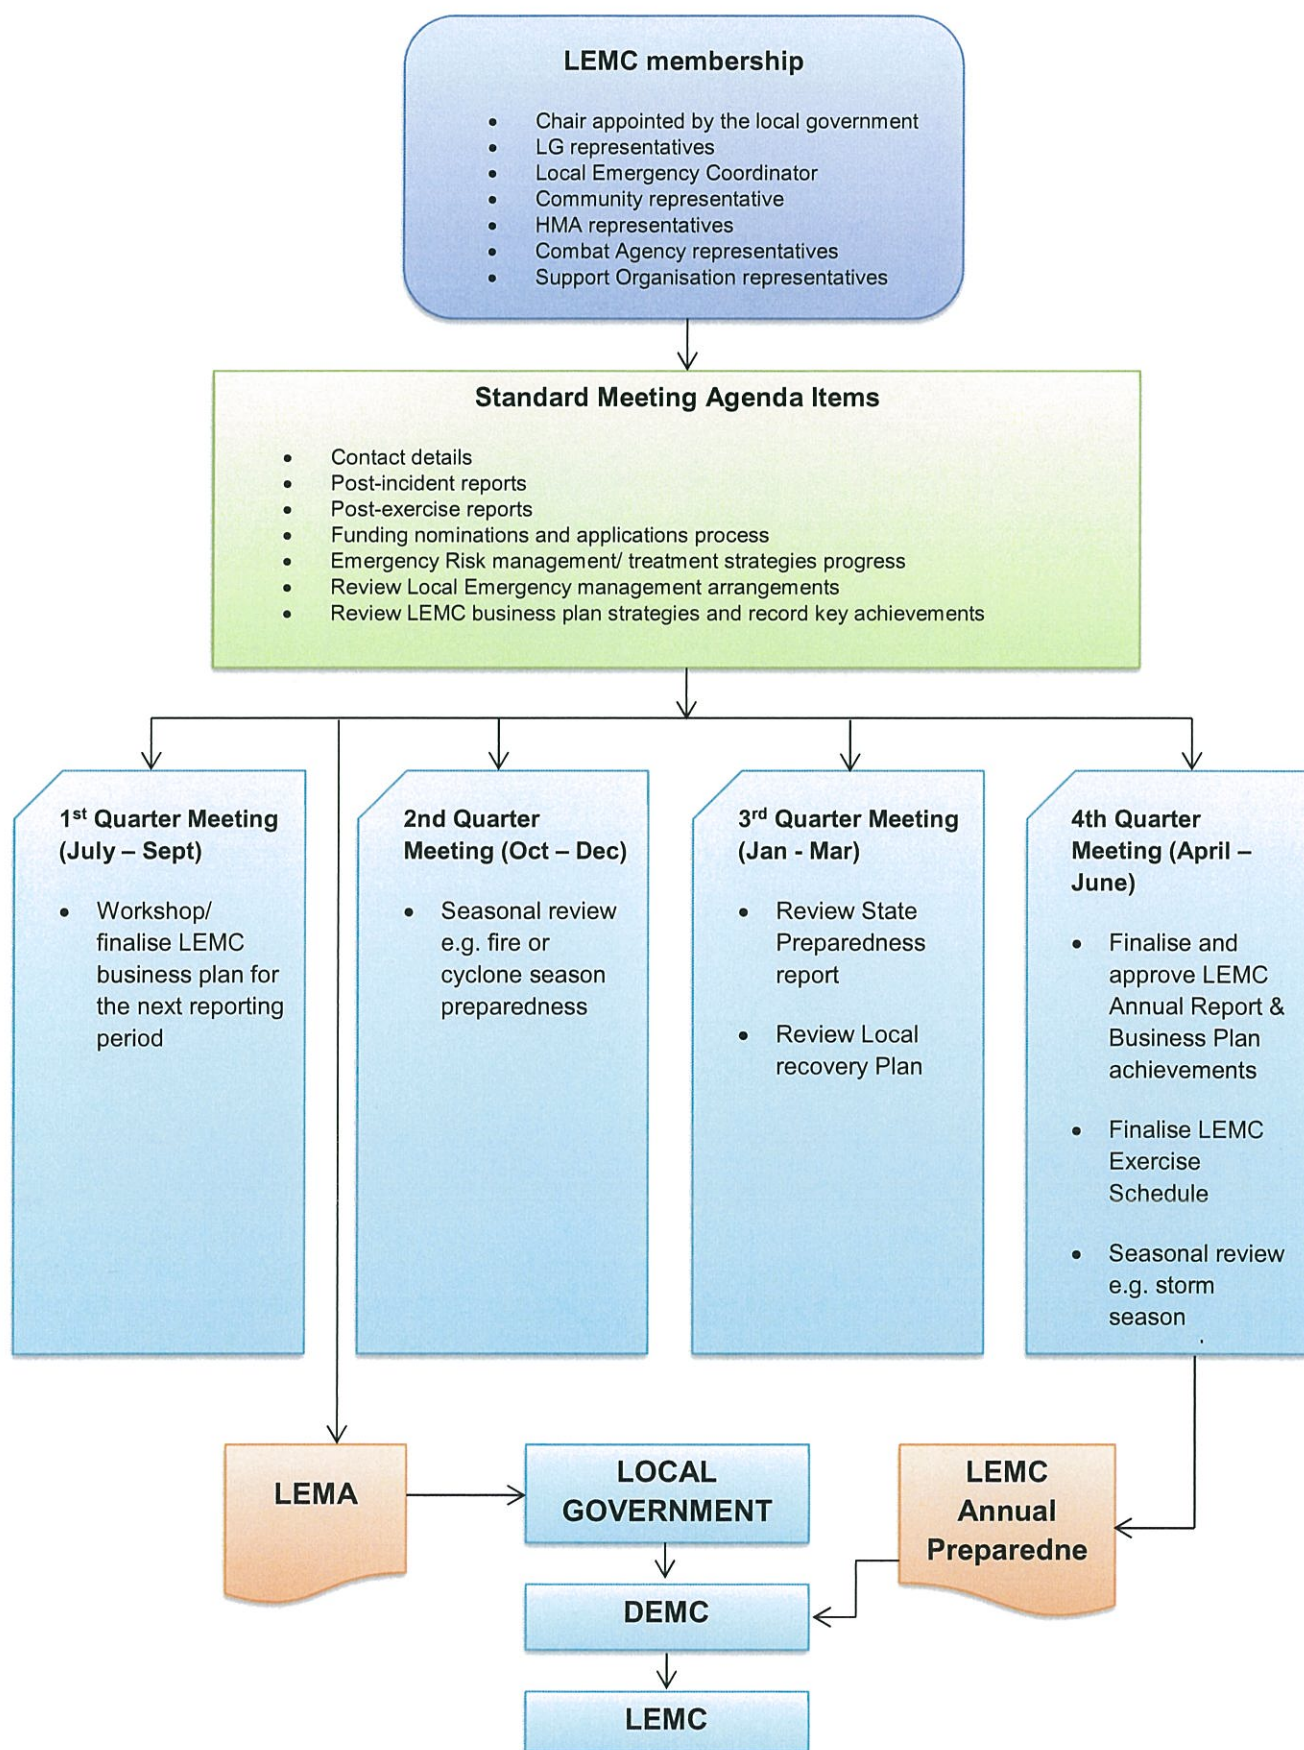 LEMC membership
• Chair appointed by the local government
• LG representatives
• Local Emergency Coordinator
• Community representative
• HMA representatives
• Combat Agency representatives
• Support Organisation representatives
Standard Meeting Agenda Items
• Contact details
• Post-incident reports
• Post-exercise reports
• Funding nominations and applications process
• Emergency Risk management/ treatment strategies progress
• Review Local Emergency management arrangements
• Review LEMC business plan strategies and record key achievements
1st Quarter Meeting
(July – Sept)
• Workshop/
finalise LEMC
business plan for
the next reporting
period
2nd Quarter
Meeting (Oct – Dec)
• Seasonal review
e.g. fire or
cyclone season
preparedness
3rd Quarter Meeting
(Jan - Mar)
• Review State
Preparedness
report
• Review Local
recovery Plan
4th Quarter
Meeting (April –
June)
• Finalise and
approve LEMC
Annual Report &
Business Plan
achievements
• Finalise LEMC
Exercise
Schedule
• Seasonal review
e.g. storm
season
LEMA
LOCAL
GOVERNMENT
LEMC
Annual
Preparedne
DEMC
LEMC